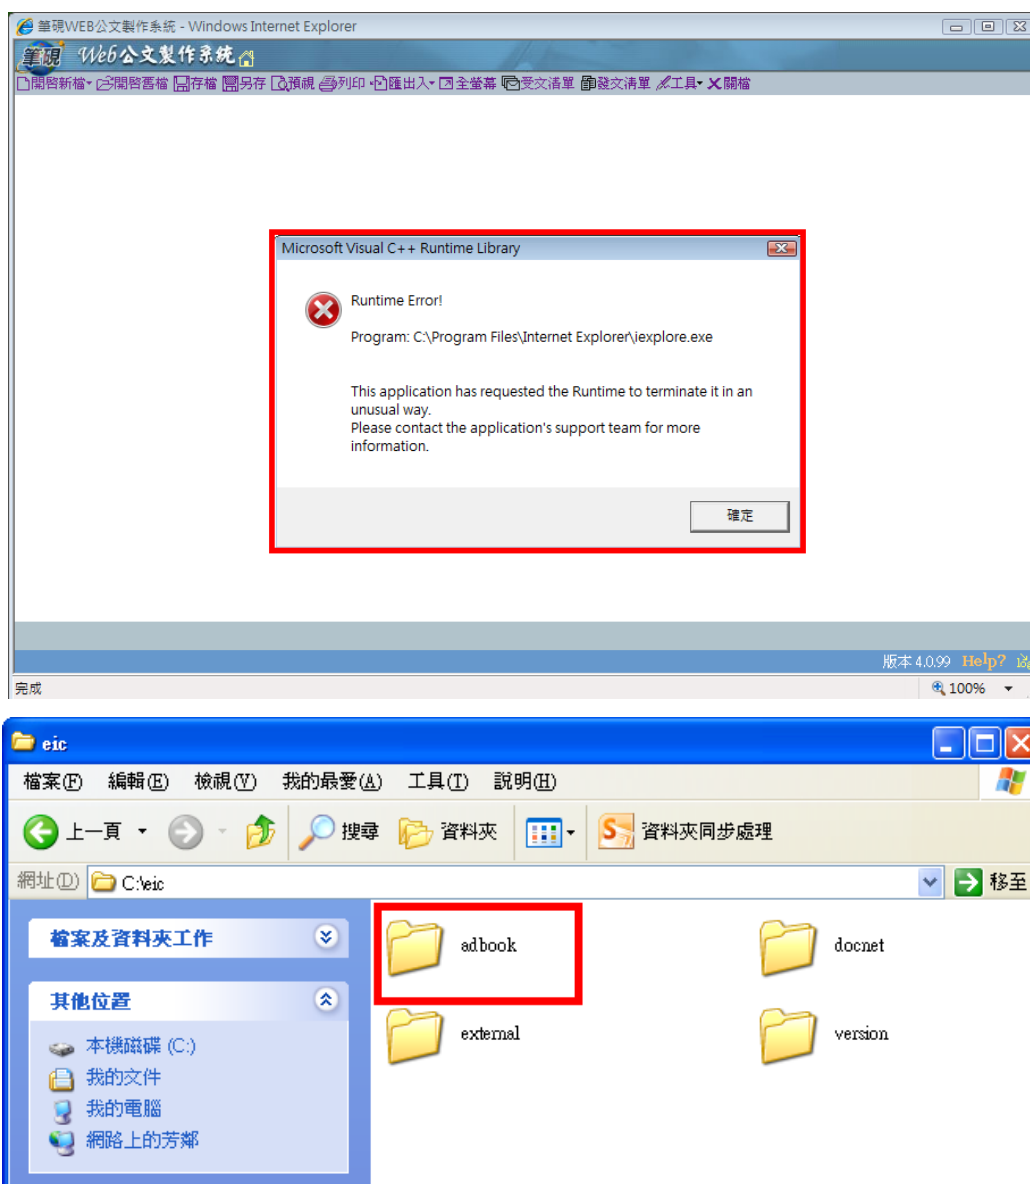 筆硯WEB公文製作系統 - Windows Internet Explorer
筆硯 Web公文製作系統
開啓新檔 開啓舊檔 存檔 另存 預視 列印 匯出入 全螢幕 受文清單 發文清單 工具 關檔
Microsoft Visual C++ Runtime Library
Runtime Error!
Program: C:\Program Files\Internet Explorer\iexplore.exe
This application has requested the Runtime to terminate it in an
unusual way.
Please contact the application's support team for more
information.
確定
版本 4.0.99 Help?
完成
100%
eic
檔案(F) 編輯(E) 檢視(V) 我的最愛(A) 工具(T) 說明(H)
上一頁 搜尋 資料夾 資料夾同步處理
網址(D) C:\eic 移至
檔案及資料夾工作
adbook
docnet
其他位置
external
version
本機磁碟 (C:)
我的文件
我的電腦
網路上的芳鄰